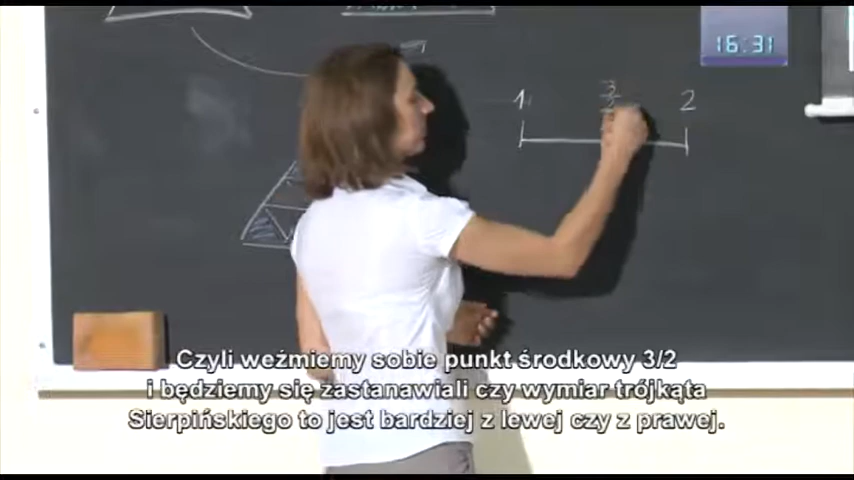 16:31
1 3/2 2
Czyli weźmiemy sobie punkt środkowy 3/2
i będziemy się zastanawiali czy wymiar trójkąta
Sierpińskiego to jest bardziej z lewej czy z prawej.